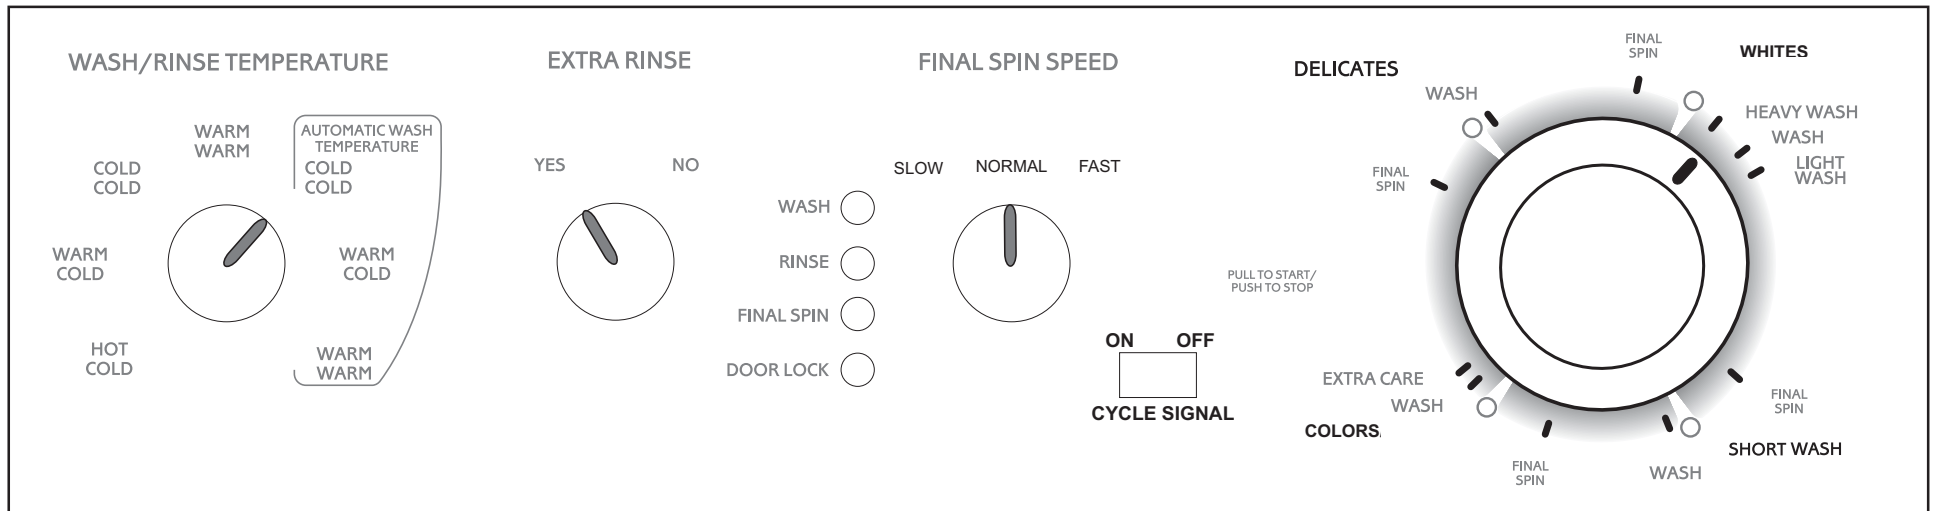 WASH/RINSE TEMPERATURE
WARM
WARM
AUTOMATIC WASH
TEMPERATURE
COLD
COLD
COLD
COLD
WARM
COLD
WARM
COLD
HOT
COLD
WARM
WARM
EXTRA RINSE
YES
NO
WASH
RINSE
FINAL SPIN
DOOR LOCK
FINAL SPIN SPEED
SLOW
NORMAL
FAST
ON
OFF
CYCLE SIGNAL
PULL TO START/
PUSH TO STOP
DELICATES
WASH
FINAL
SPIN
FINAL
SPIN
WHITES
HEAVY WASH
WASH
LIGHT
WASH
EXTRA CARE
WASH
COLORS
FINAL
SPIN
FINAL
SPIN
SHORT WASH
WASH